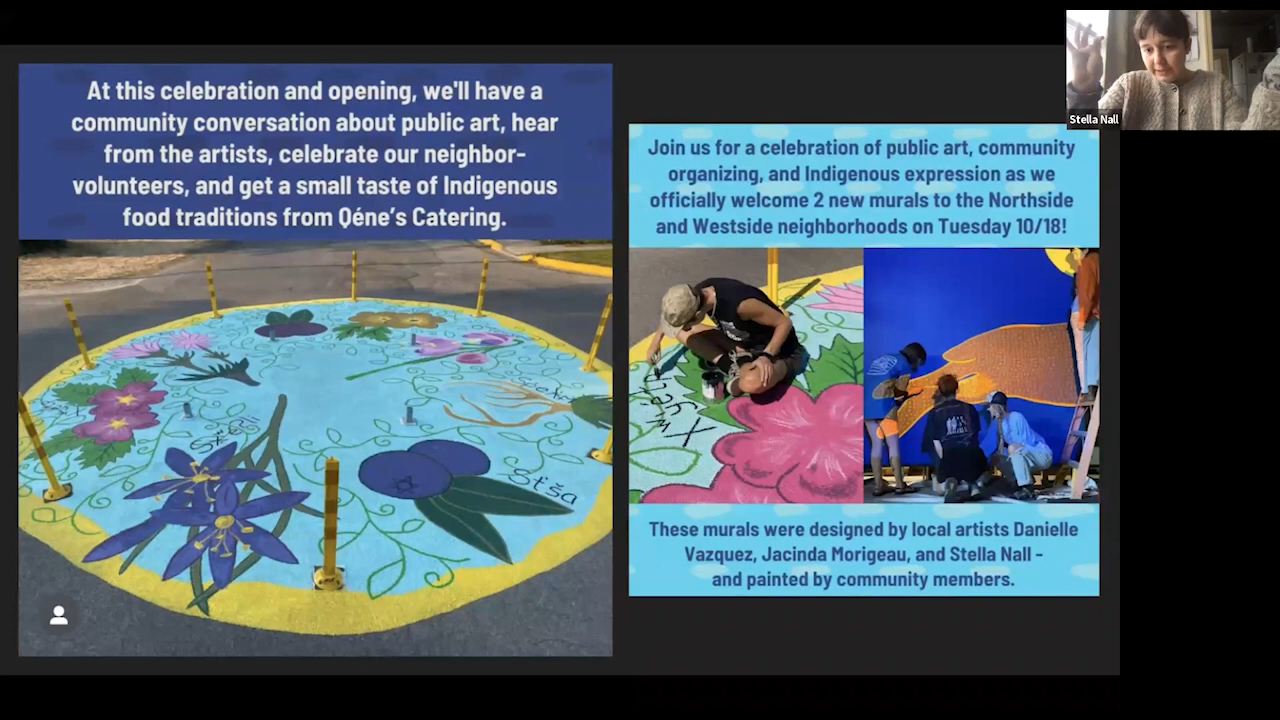 At this celebration and opening, we'll have a
community conversation about public art, hear
from the artists, celebrate our neighbor-
volunteers, and get a small taste of Indigenous
food traditions from Qéne's Catering.
sṫša
Join us for a celebration of public art, community
organizing, and Indigenous expression as we
officially welcome 2 new murals to the Northside
and Westside neighborhoods on Tuesday 10/18!
These murals were designed by local artists Danielle
Vazquez, Jacinda Morigeau, and Stella Nall -
and painted by community members.
Stella Nall